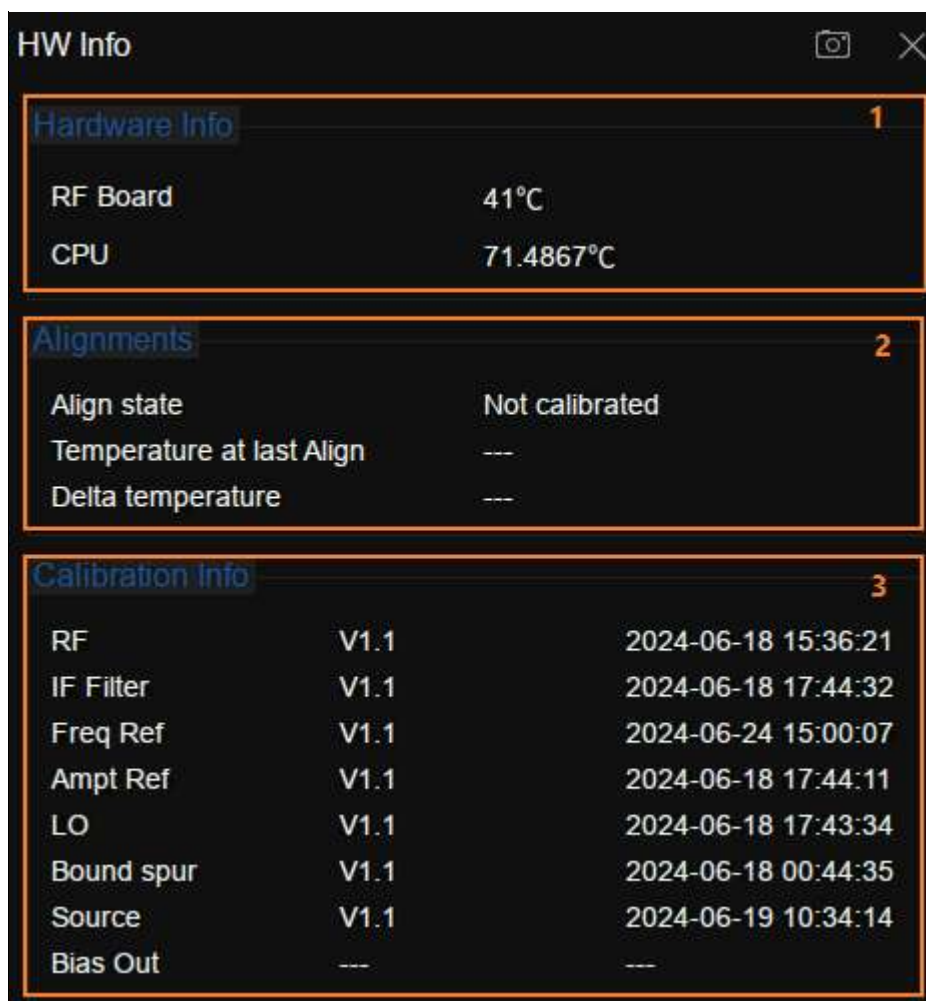 HW Info
Hardware Info 1
RF Board 41°C
CPU 71.4867°C
Alignments 2
Align state Not calibrated
Temperature at last Align ---
Delta temperature ---
Calibration Info 3
RF V1.1 2024-06-18 15:36:21
IF Filter V1.1 2024-06-18 17:44:32
Freq Ref V1.1 2024-06-24 15:00:07
Ampt Ref V1.1 2024-06-18 17:44:11
LO V1.1 2024-06-18 17:43:34
Bound spur V1.1 2024-06-18 00:44:35
Source V1.1 2024-06-19 10:34:14
Bias Out --- ---